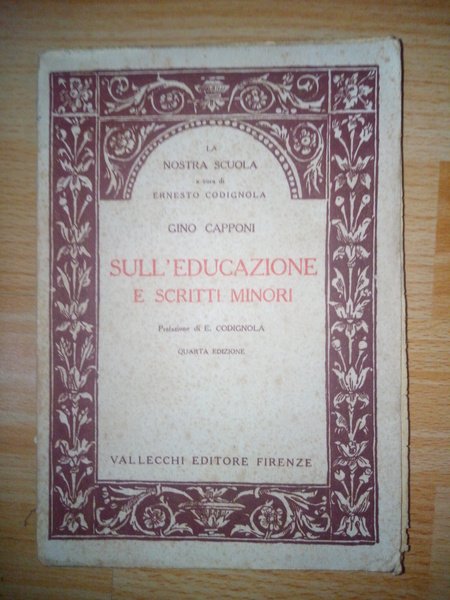 LA
NOSTRA SCUOLA
a cura di
ERNESTO CODIGNOLA
GINO CAPPONI
SULL'EDUCAZIONE
E SCRITTI MINORI
Prefazione di E. CODIGNOLA
QUARTA EDIZIONE
VALLECCHI EDITORE FIRENZE